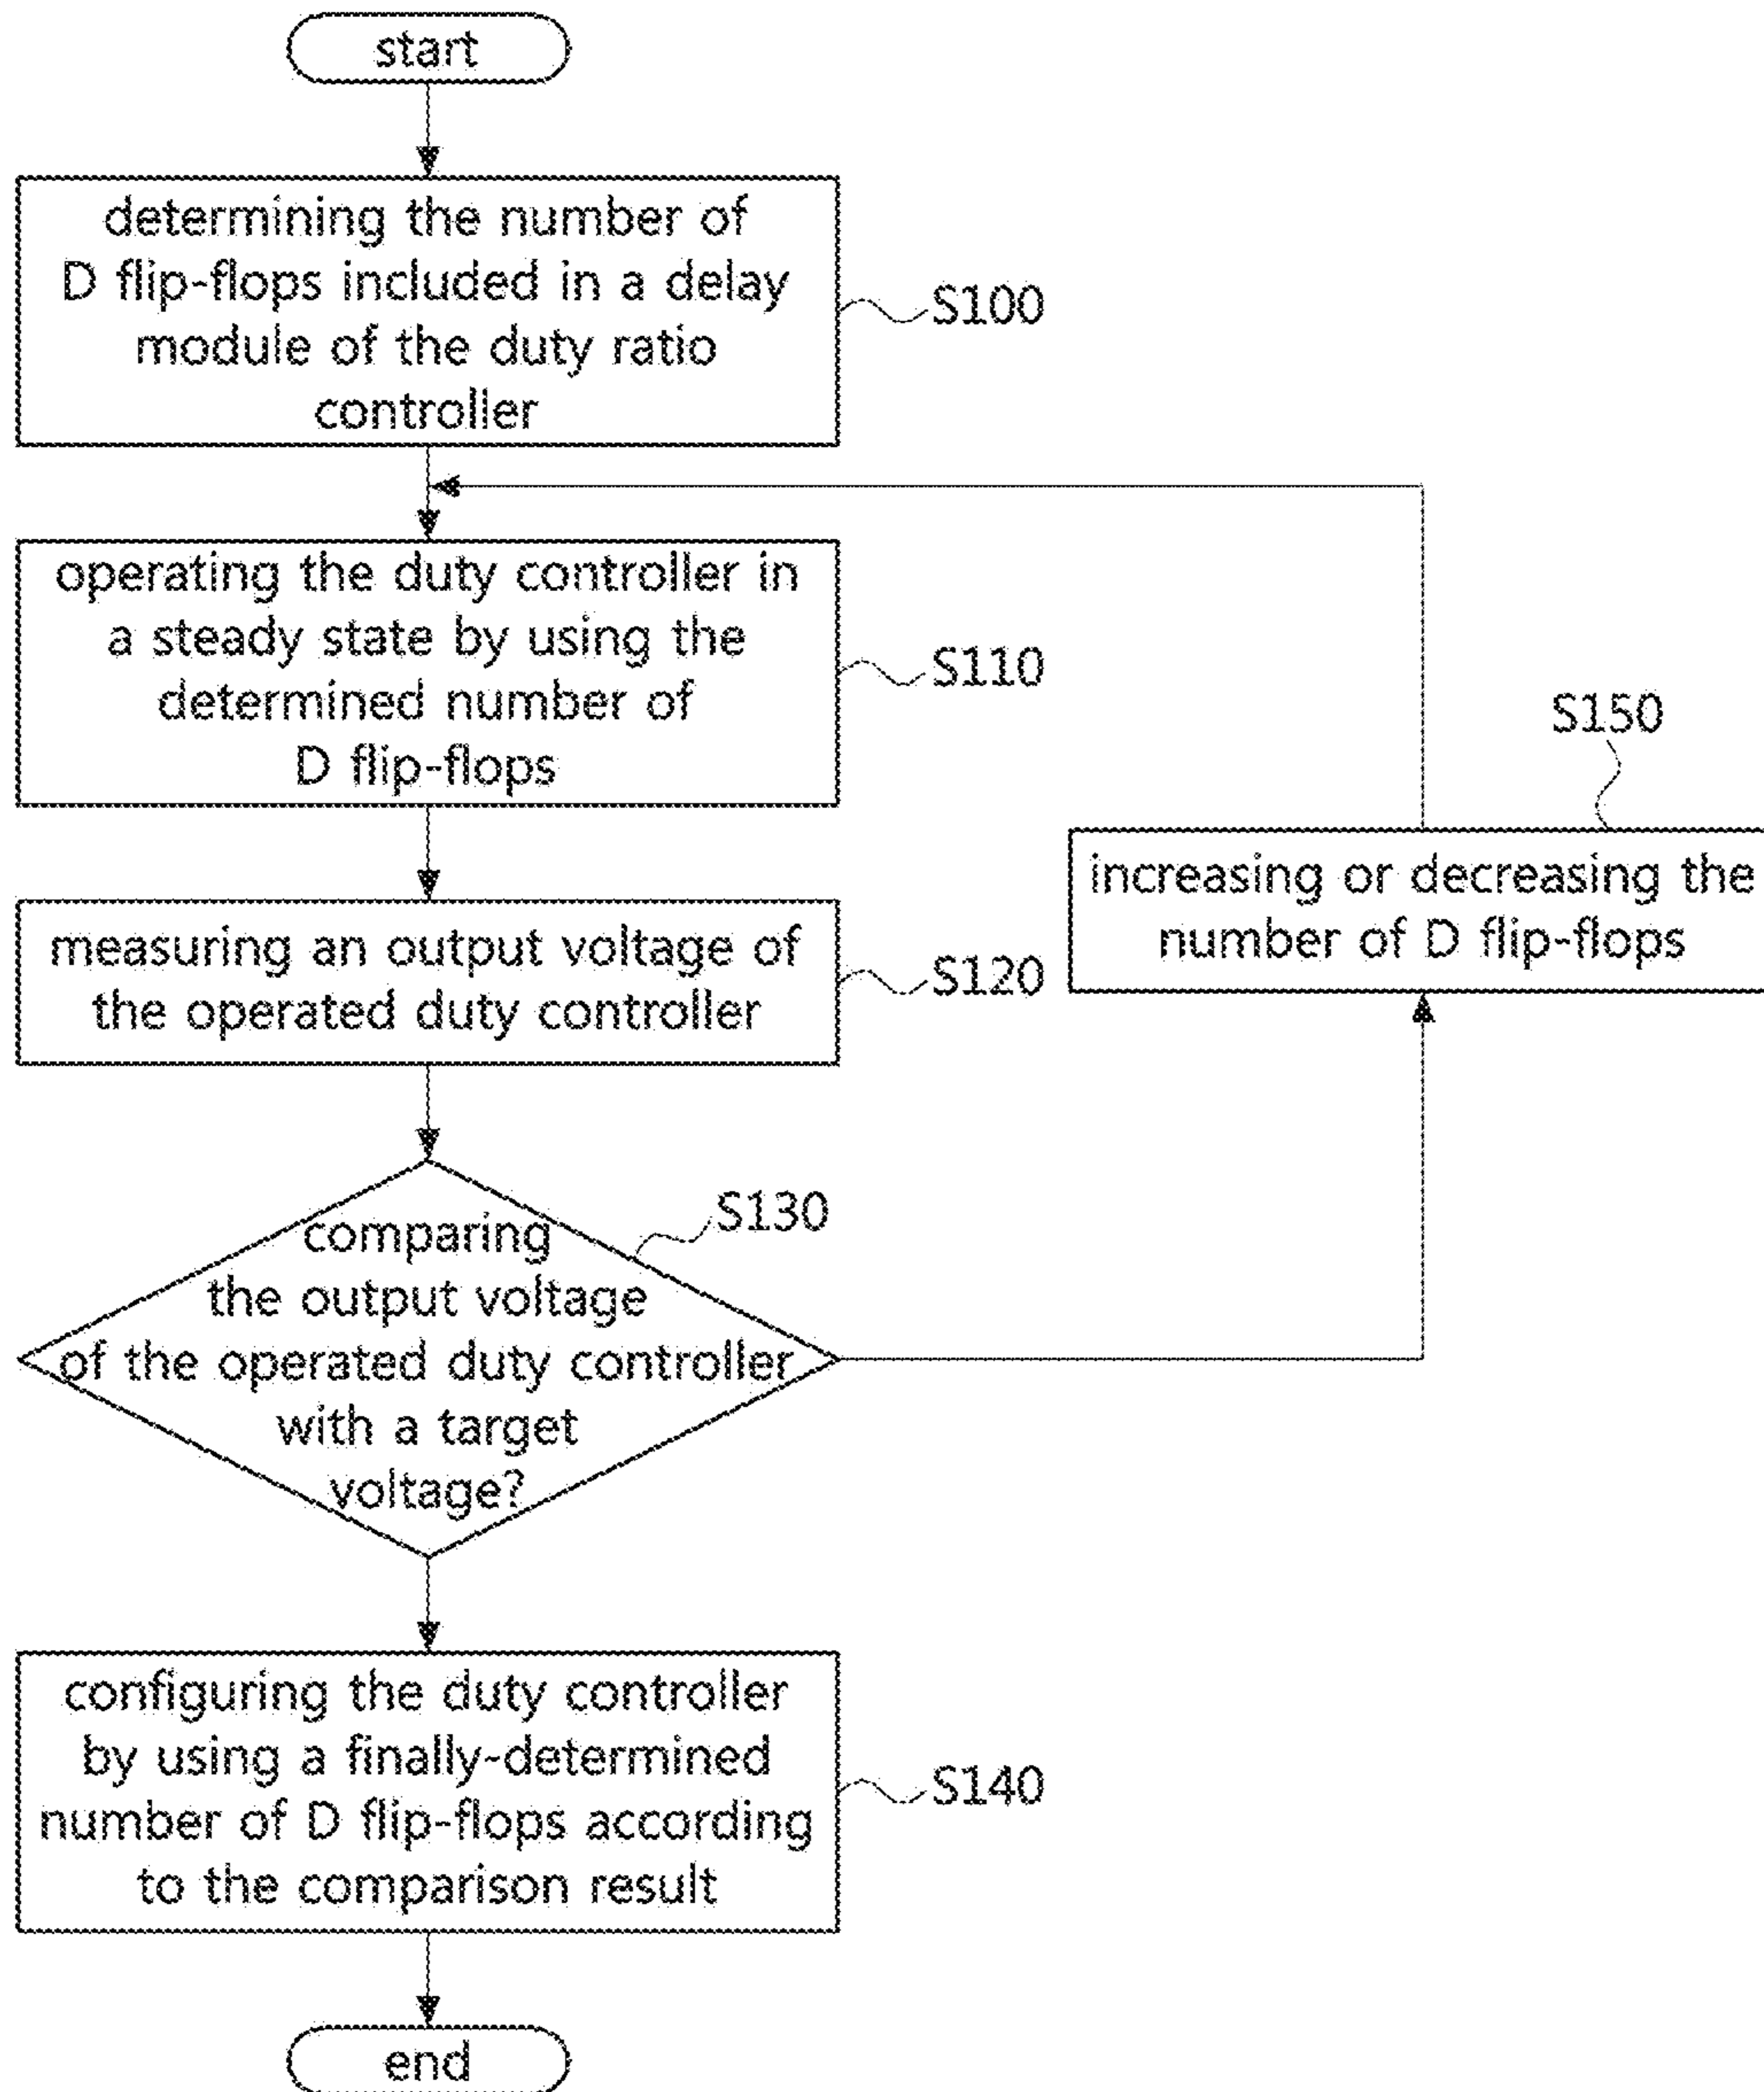 start
determining the number of
D flip-flops included in a delay
module of the duty ratio
controller
S100
operating the duty controller in
a steady state by using the
determined number of
D flip-flops
S110
S150
increasing or decreasing the
number of D flip-flops
measuring an output voltage of
the operated duty controller
S120
S130
comparing
the output voltage
of the operated duty controller
with a target
voltage?
configuring the duty controller
by using a finally-determined
number of D flip-flops according
to the comparison result
S140
end